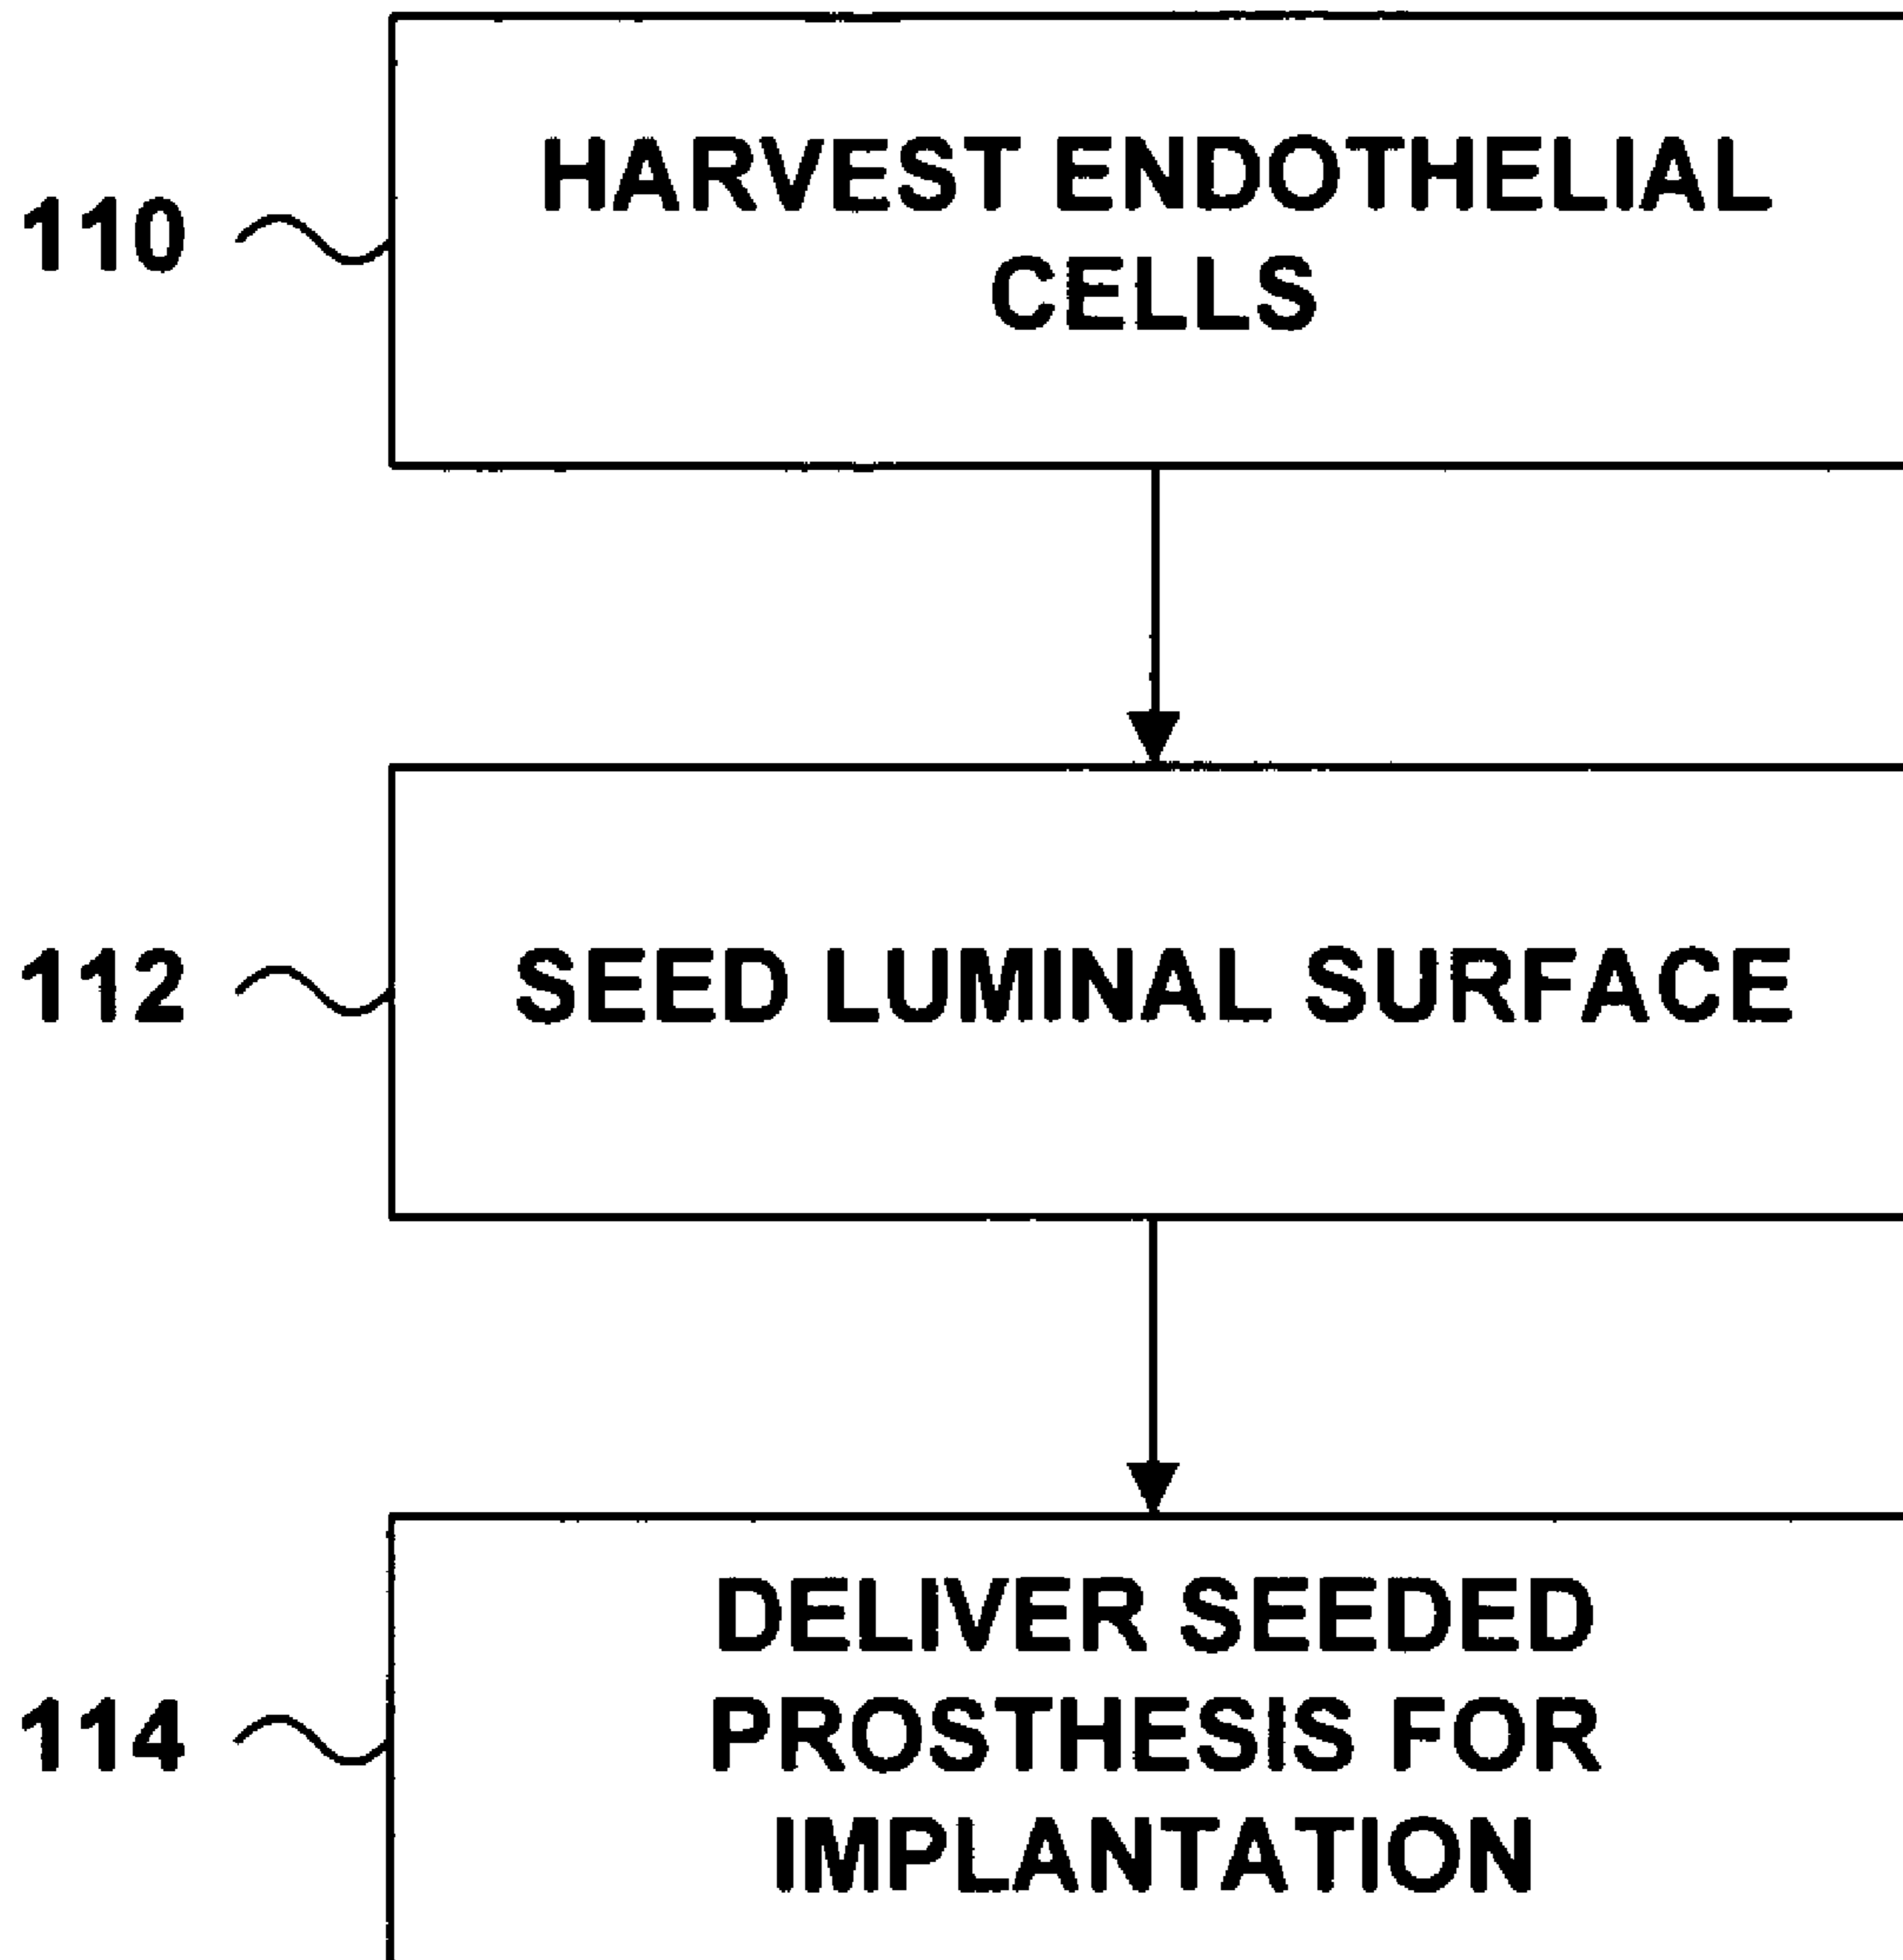 110
HARVEST ENDOTHELIAL
CELLS
112
SEED LUMINAL SURFACE
114
DELIVER SEEDED
PROSTHESIS FOR
IMPLANTATION